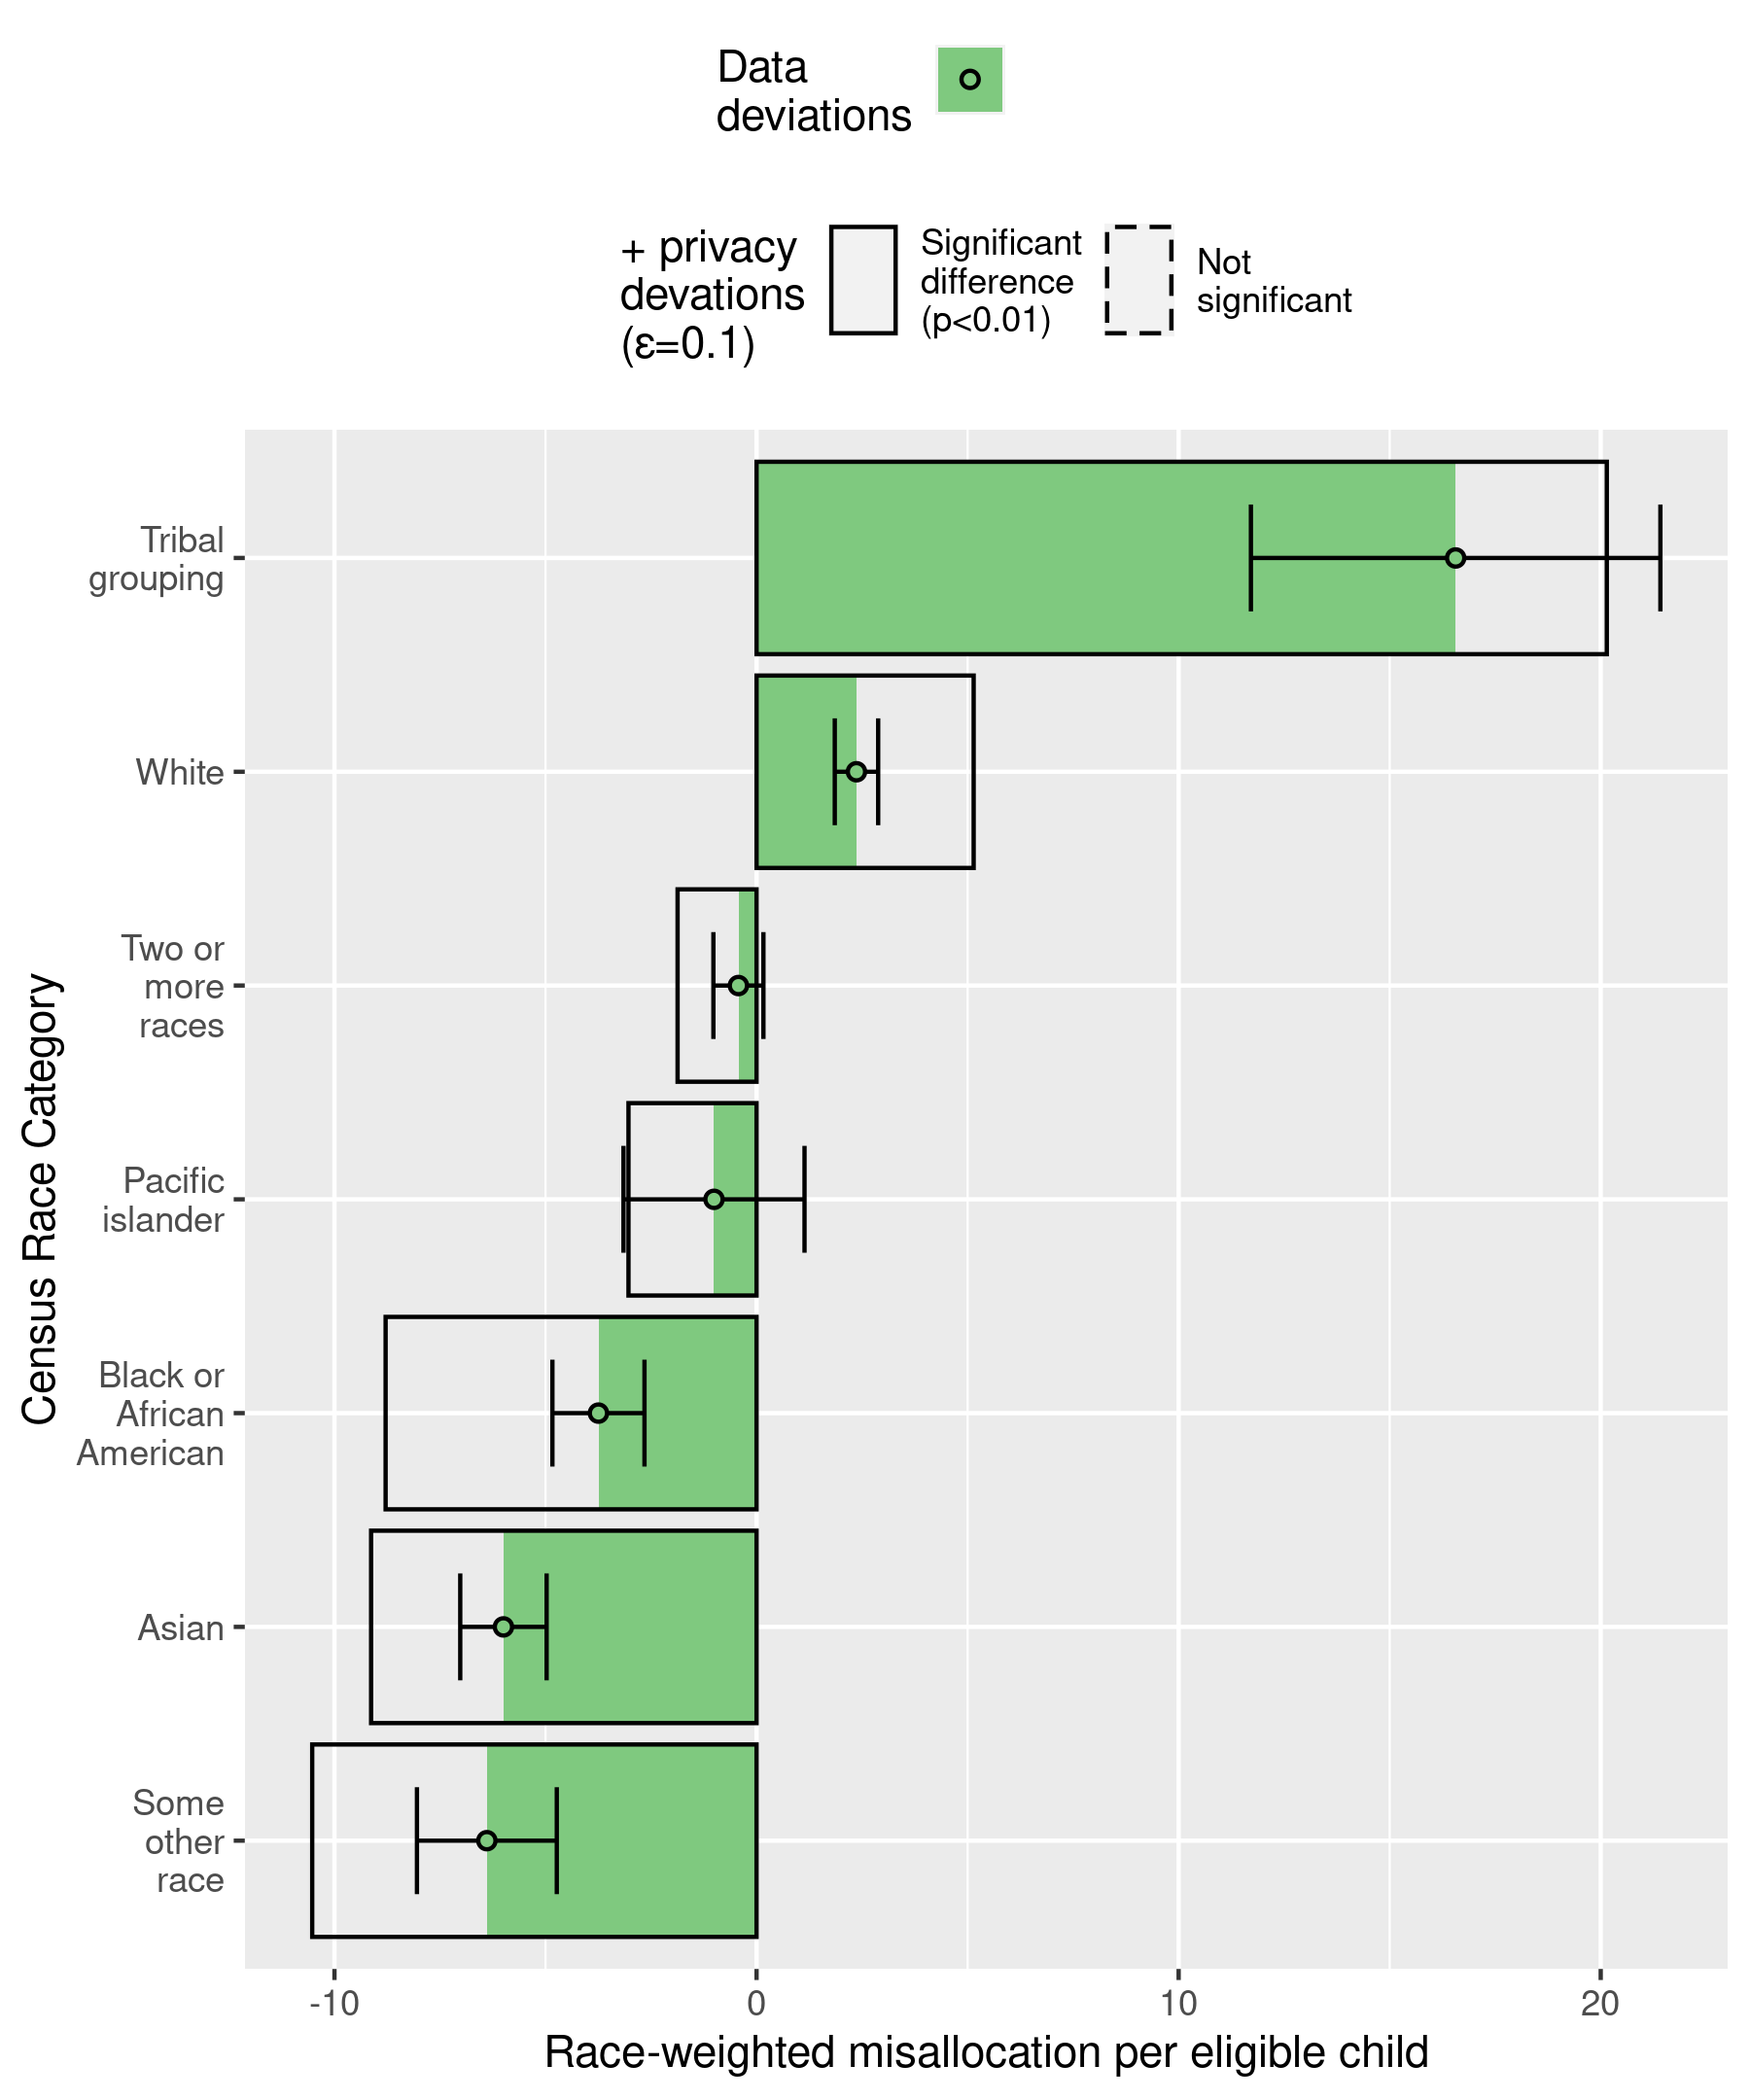 Data
deviations
+ privacy
devations
(ε=0.1)
Significant
difference
(p<0.01)
Not
significant
Census Race Category
Tribal
grouping
White
Two or
more
races
Pacific
islander
Black or
African
American
Asian
Some
other
race
-10
0
10
20
Race-weighted misallocation per eligible child